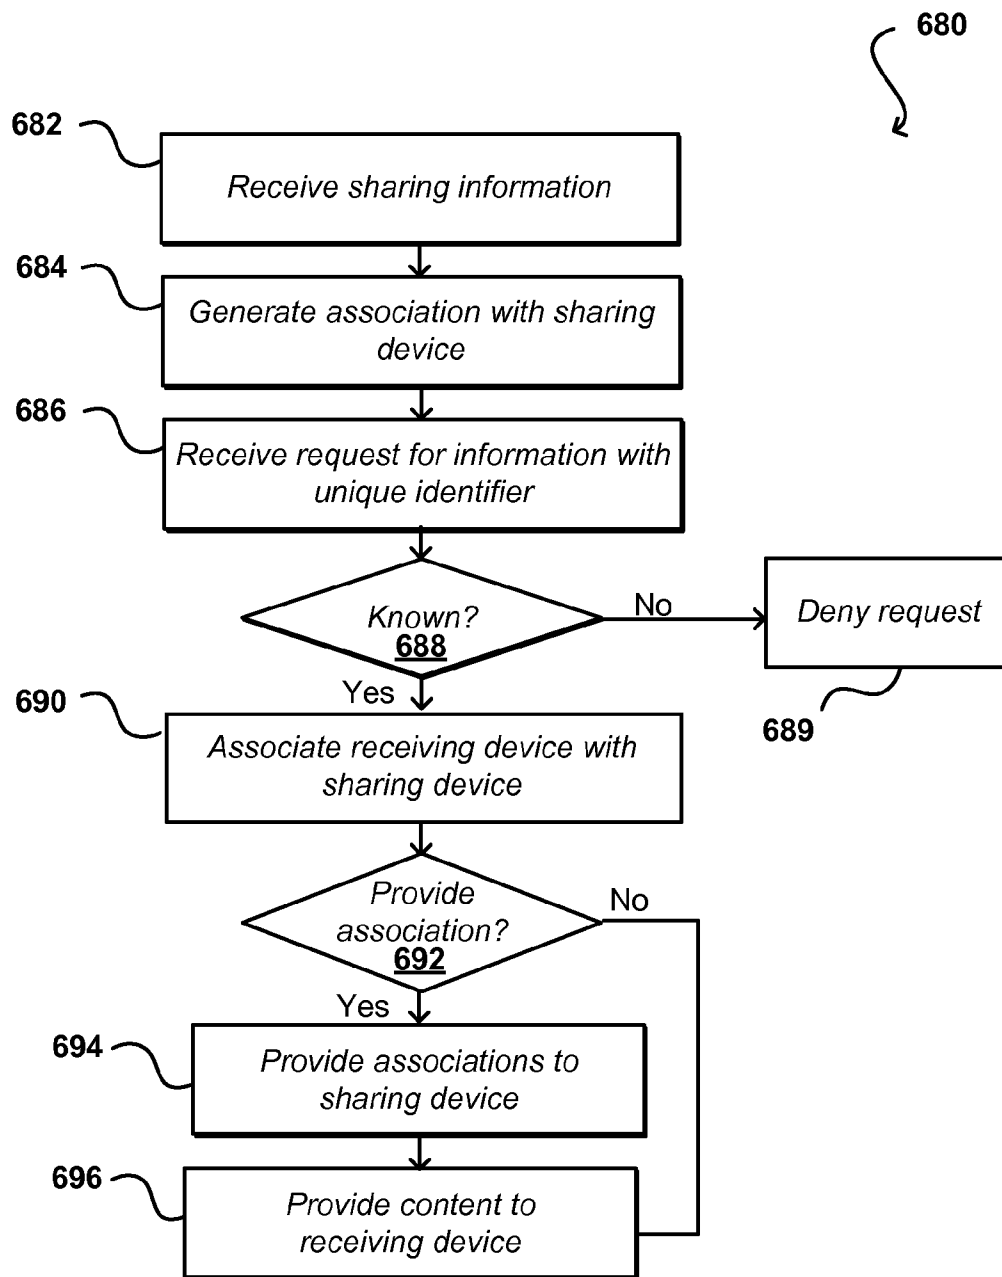 680
682
Receive sharing information
684
Generate association with sharing
device
686
Receive request for information with
unique identifier
Known?
688
No
Deny request
689
Yes
690
Associate receiving device with
sharing device
Provide
association?
692
No
Yes
694
Provide associations to
sharing device
696
Provide content to
receiving device